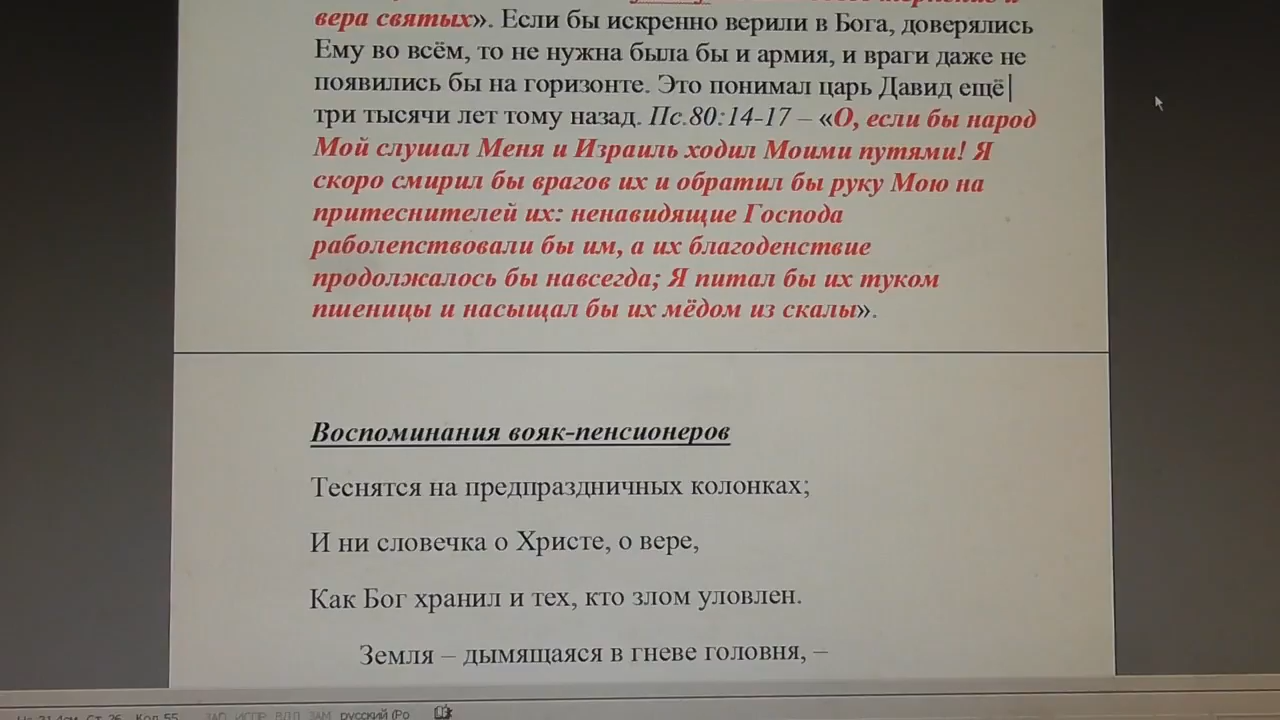 вера святых». Если бы искренно верили в Бога, доверялись
Ему во всём, то не нужна была бы и армия, и враги даже не
появились бы на горизонте. Это понимал царь Давид ещё
три тысячи лет тому назад. Пс.80:14-17 – «О, если бы народ
Мой слушал Меня и Израиль ходил Моими путями! Я
скоро смирил бы врагов их и обратил бы руку Мою на
притеснителей их: ненавидящие Господа
раболепствовали бы им, а их благоденствие
продолжалось бы навсегда; Я питал бы их туком
пшеницы и насыщал бы их мёдом из скалы».
Воспоминания вояк-пенсионеров
Теснятся на предпраздничных колонках;
И ни словечка о Христе, о вере,
Как Бог хранил и тех, кто злом уловлен.
Земля – дымящаяся в гневе головня, –
русский (Ро